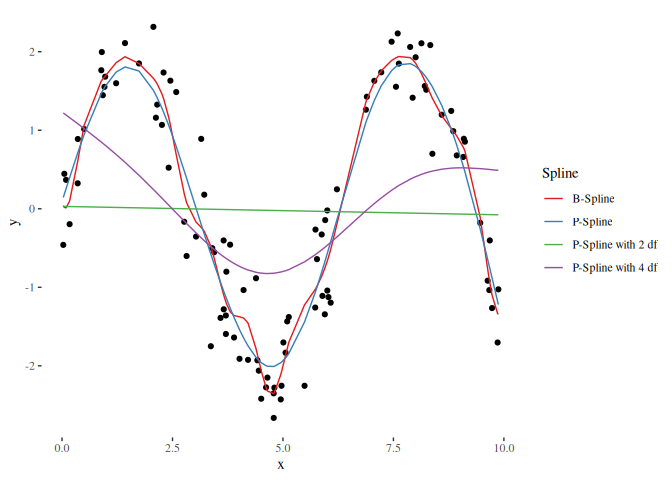 2
1
0
-1
-2
y
0.0
2.5
5.0
7.5
10.0
x
Spline
B-Spline
P-Spline
P-Spline with 2 df
P-Spline with 4 df